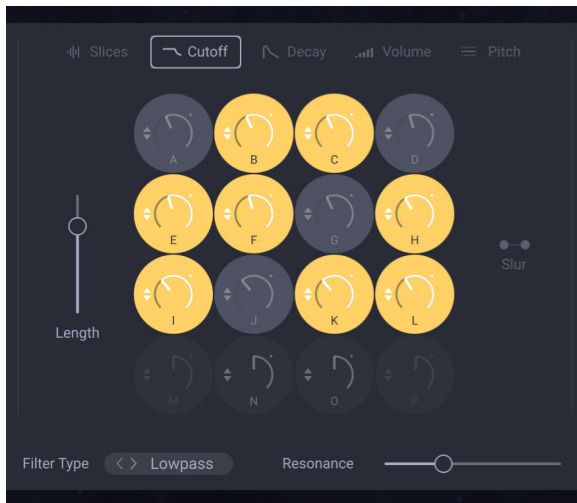 Slices Cutoff Decay Volume Pitch
A B C D
E F G H
Slur
I J K L
Length
M N O P
Filter Type < > Lowpass Resonance